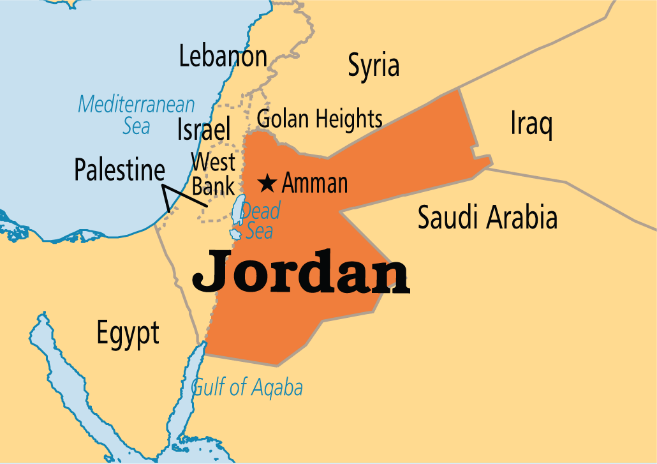 Lebanon
Syria
Mediterranean
Sea
Israel
Golan Heights
Iraq
Palestine
West
Bank
★ Amman
Dead
Sea
Saudi Arabia
Jordan
Egypt
Gulf of Aqaba